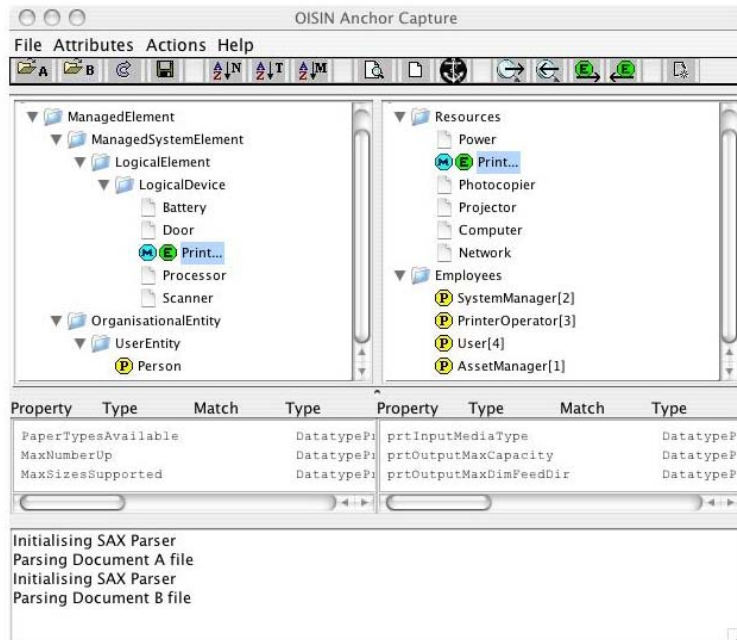 OISIN Anchor Capture
File Attributes Actions Help
A B A Z N A Z T A Z M E E
ManagedElement
ManagedSystemElement
LogicalElement
LogicalDevice
Battery
Door
M E Print...
Processor
Scanner
OrganisationalEntity
UserEntity
P Person
Resources
Power
M E Print...
Photocopier
Projector
Computer
Network
Employees
P SystemManager[2]
P PrinterOperator[3]
P User[4]
P AssetManager[1]
Property Type Match Type
PaperTypesAvailable DatatypePr
MaxNumberUp DatatypePr
MaxSizesSupported DatatypePr
Property Type Match Type
prtInputMediaType DatatypeP
prtOutputMaxCapacity DatatypeP
prtOutputMaxDimFeedDir DatatypeP
Initialising SAX Parser
Parsing Document A file
Initialising SAX Parser
Parsing Document B file